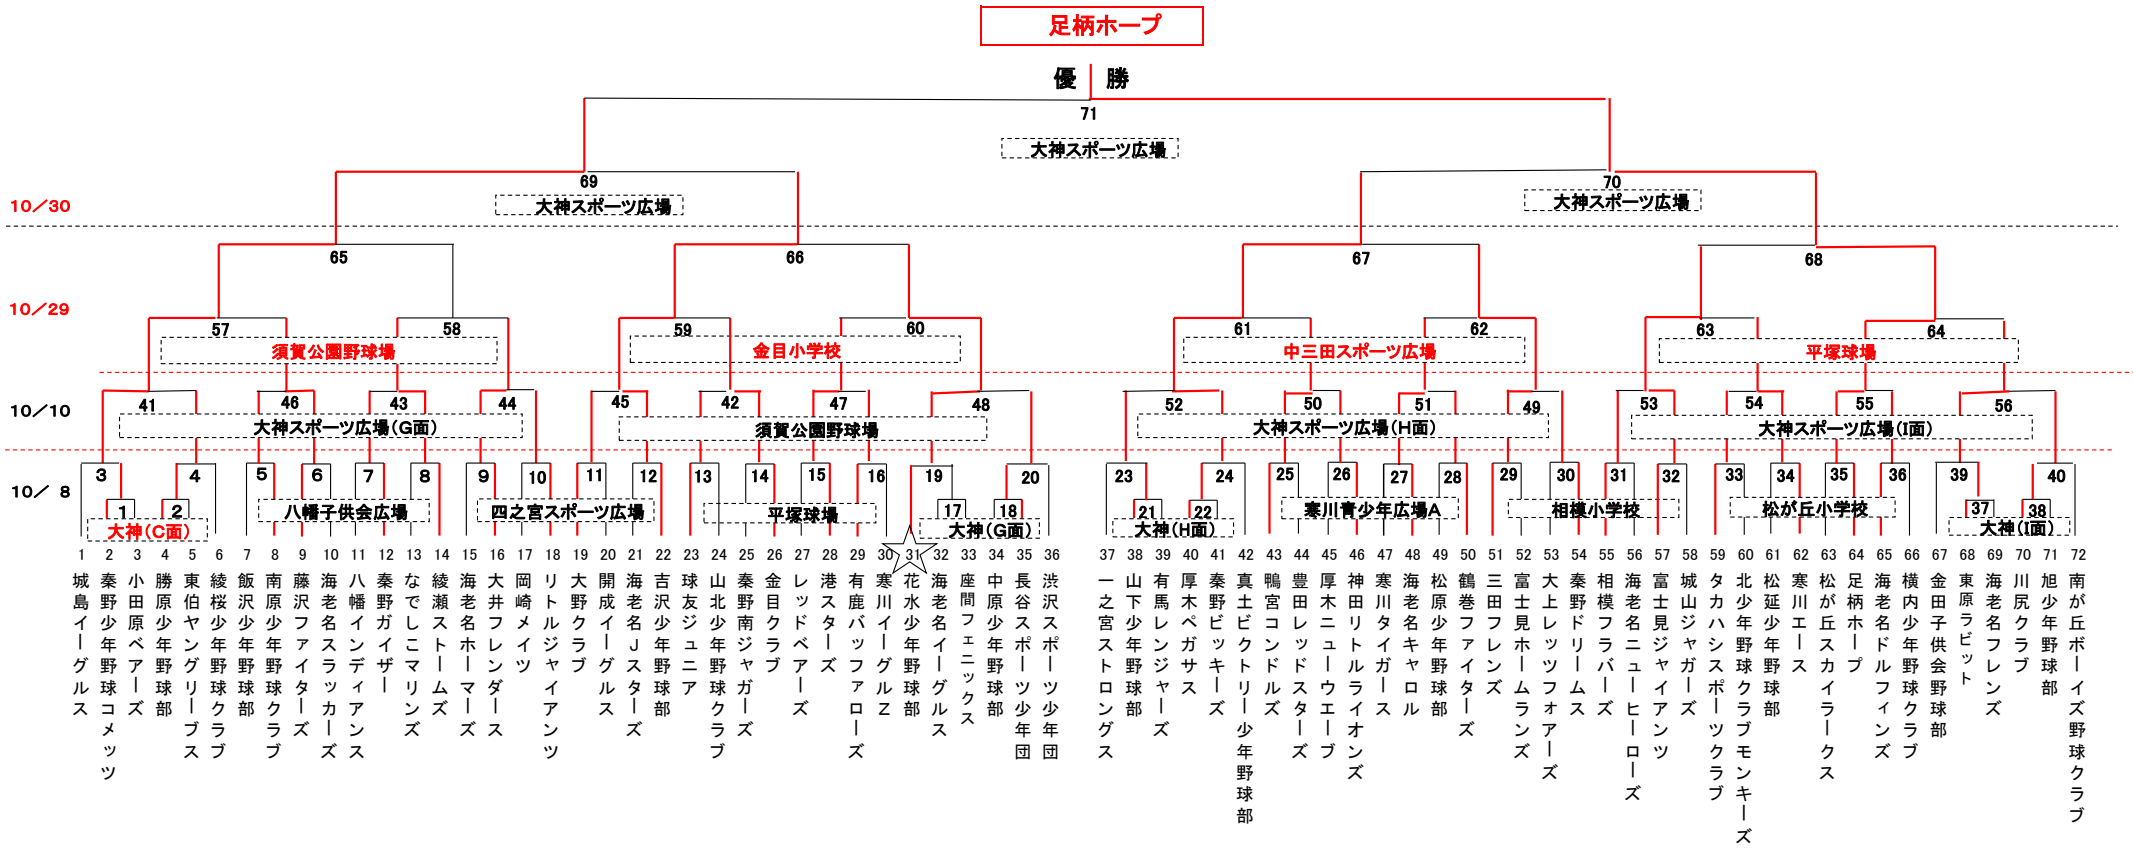 足柄ホープ
優 勝
71
大神スポーツ広場
69
70
10/30
大神スポーツ広場
大神スポーツ広場
65
66
67
68
10/29
57
58
59
60
61
62
63
64
須賀公園野球場
金目小学校
中三田スポーツ広場
平塚球場
10/10
41
46
43
44
45
42
47
48
52
50
51
49
53
54
55
56
大神スポーツ広場(G面)
須賀公園野球場
大神スポーツ広場(H面)
大神スポーツ広場(I面)
10/ 8
3
4
5
6
7
8
9
10
11
12
13
14
15
16
19
20
23
24
25
26
27
28
29
30
31
32
33
34
35
36
39
40
1
2
八幡子供会広場
四之宮スポーツ広場
平塚球場
17
18
21
22
寒川青少年広場A
相模小学校
松が丘小学校
37
38
大神(C面)
大神(G面)
大神(H面)
大神(I面)
1 城島イーグルス
2 秦野少年野球コメッツ
3 小田原ベアーズ
4 勝原少年野球部
5 東伯ヤングリーブス
6 綾桜少年野球クラブ
7 飯沢少年野球部
8 南原少年野球クラブ
9 藤沢ファイターズ
10 海老名スラッカーズ
11 八幡インディアンス
12 秦野ガイザー
13 なでしこマリンズ
14 綾瀬ストームズ
15 海老名ホーマーズ
16 大井フレンダース
17 岡崎メイツ
18 リトルジャイアンツ
19 大野クラブ
20 開成イーグルス
21 海老名Jスターズ
22 吉沢少年野球部
23 球友ジュニア
24 山北少年野球クラブ
25 秦野南ジャガーズ
26 金目クラブ
27 レッドベアーズ
28 港スターズ
29 有鹿バッファローズ
30 寒川イーグルZ
31 花水少年野球部
32 海老名イーグルス
33 座間フェニックス
34 中原少年野球部
35 長谷スポーツ少年団
36 渋沢スポーツ少年団
37 一之宮ストロングス
38 山下少年野球部
39 有馬レンジャーズ
40 厚木ペガサス
41 秦野ビッキーズ
42 真土ビクトリー少年野球部
43 鴨宮コンドルズ
44 豊田レッドスターズ
45 厚木ニューウエーブ
46 神田リトルライオンズ
47 寒川タイガース
48 海老名キャロル
49 松原少年野球部
50 鶴巻ファイターズ
51 三田フレンズ
52 富士見ホームランズ
53 大上レッツフォアーズ
54 秦野ドリームス
55 相模フラバーズ
56 海老名ニューヒーローズ
57 富士見ジャイアンツ
58 城山ジャガーズ
59 タカハシスポーツクラブ
60 北少年野球クラブモンキーズ
61 松延少年野球部
62 寒川エース
63 松が丘スカイラークス
64 足柄ホープ
65 海老名ドルフィンズ
66 横内少年野球クラブ
67 金田子供会野球部
68 東原ラビット
69 海老名フレンズ
70 川尻クラブ
71 旭少年野球部
72 南が丘ボーイズ野球クラブ